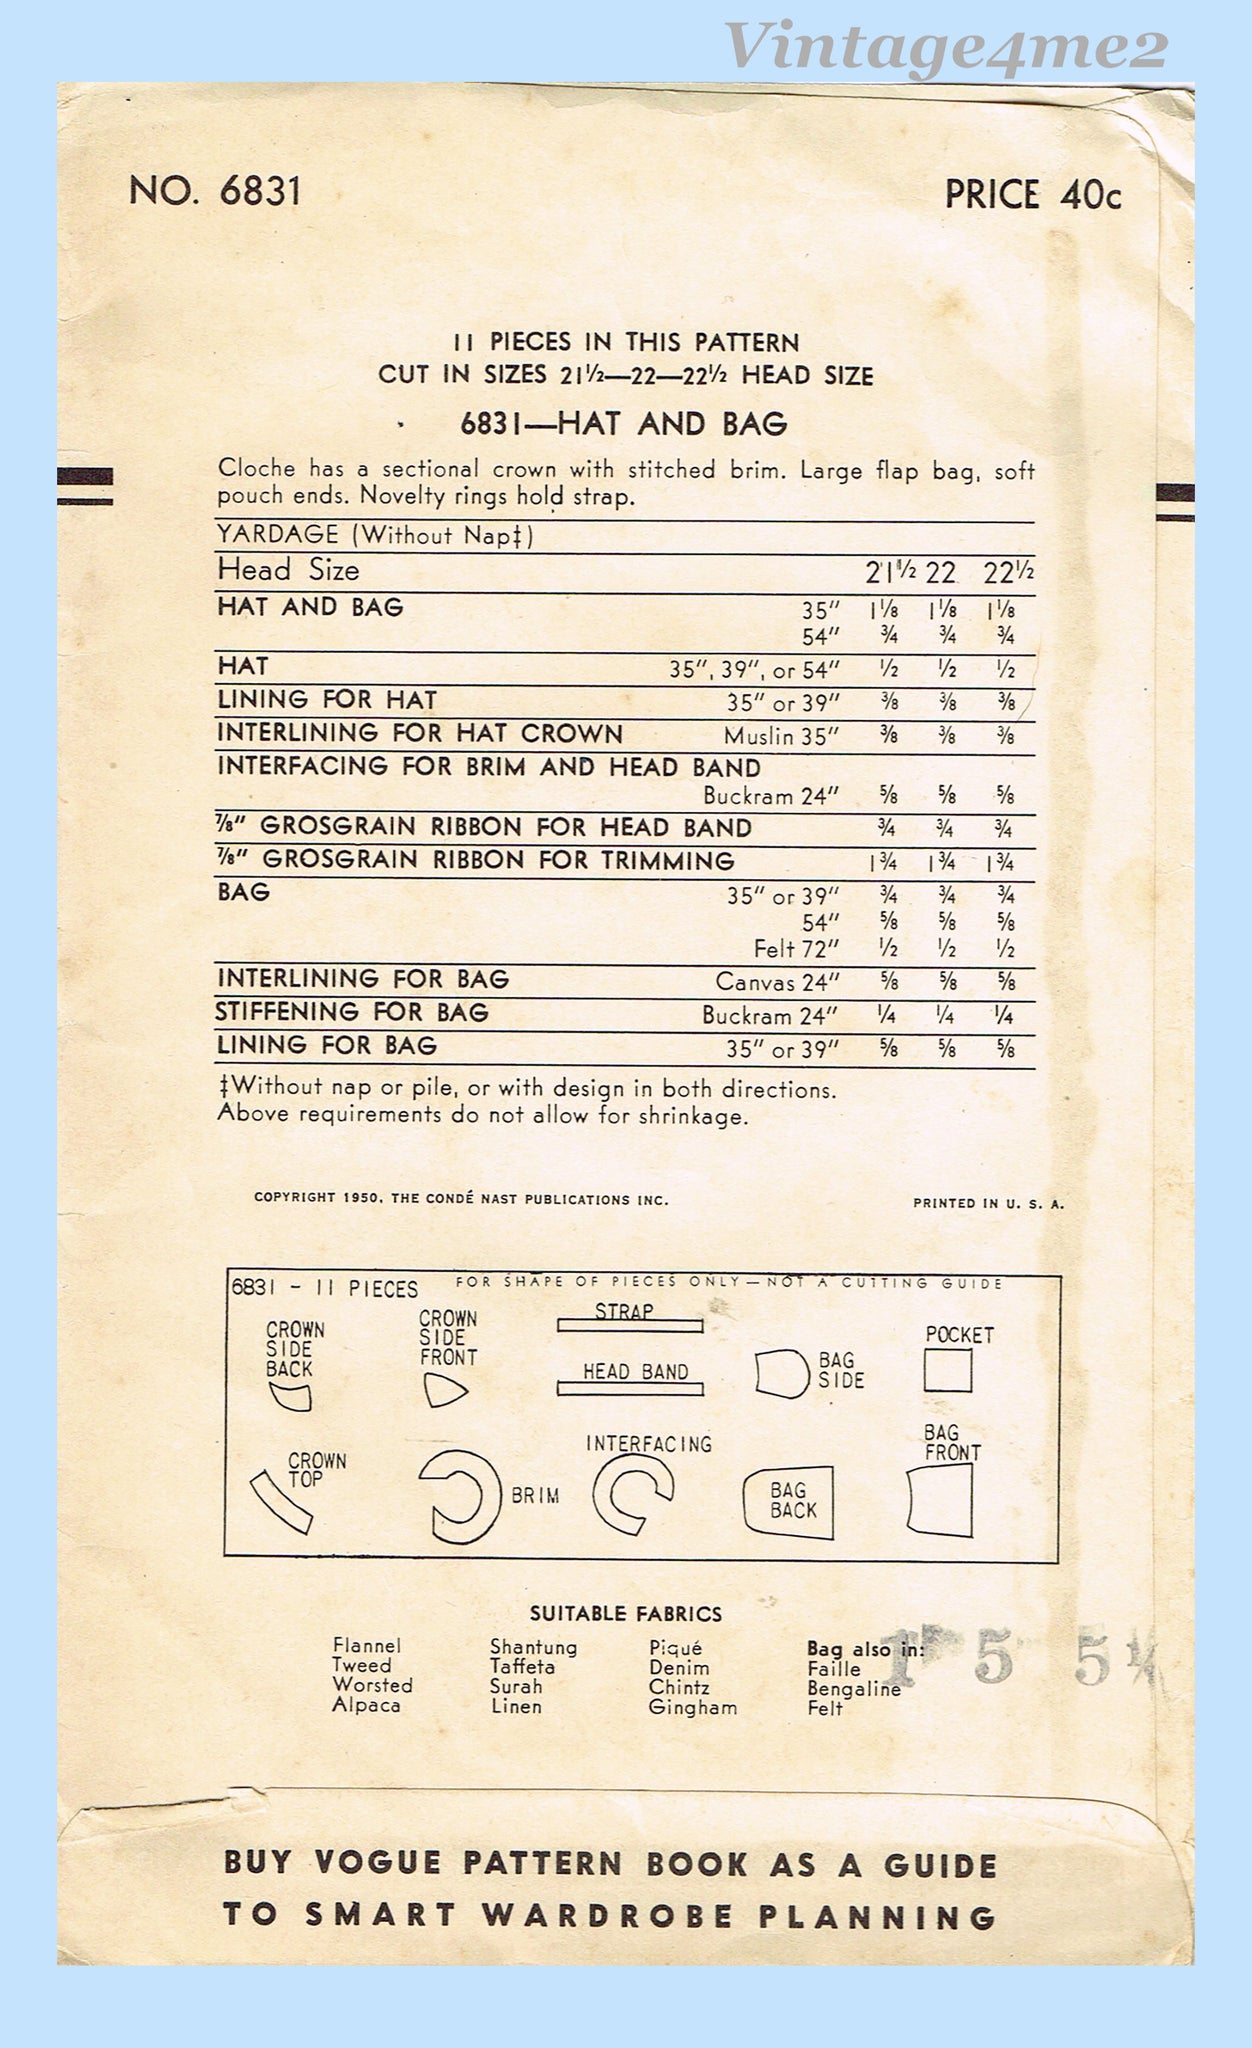 Vintage4me2
NO. 6831
PRICE 40c
11 PIECES IN THIS PATTERN
CUT IN SIZES 21½—22—22½ HEAD SIZE
6831—HAT AND BAG
Cloche has a sectional crown with stitched brim. Large flap bag, soft
pouch ends. Novelty rings hold strap.
YARDAGE (Without Nap‡)
Head Size 21½ 22 22½
HAT AND BAG 35" 1⅛ 1⅛ 1⅛
54" ¾ ¾ ¾
HAT 35", 39", or 54" ½ ½ ½
LINING FOR HAT 35" or 39" ⅜ ⅜ ⅜
INTERLINING FOR HAT CROWN Muslin 35" ⅜ ⅜ ⅜
INTERFACING FOR BRIM AND HEAD BAND
Buckram 24" ⅝ ⅝ ⅝
⅞" GROSGRAIN RIBBON FOR HEAD BAND ¾ ¾ ¾
⅞" GROSGRAIN RIBBON FOR TRIMMING 1¾ 1¾ 1¾
BAG 35" or 39" ¾ ¾ ¾
54" ⅝ ⅝ ⅝
Felt 72" ½ ½ ½
INTERLINING FOR BAG Canvas 24" ⅝ ⅝ ⅝
STIFFENING FOR BAG Buckram 24" ¼ ¼ ¼
LINING FOR BAG 35" or 39" ⅝ ⅝ ⅝
‡Without nap or pile, or with design in both directions.
Above requirements do not allow for shrinkage.
COPYRIGHT 1950, THE CONDÉ NAST PUBLICATIONS INC.
PRINTED IN U. S. A.
6831 - 11 PIECES
FOR SHAPE OF PIECES ONLY—NOT A CUTTING GUIDE
CROWN
SIDE
BACK
CROWN
SIDE
FRONT
STRAP
HEAD BAND
BAG
SIDE
POCKET
CROWN
TOP
BRIM
INTERFACING
BAG
BACK
BAG
FRONT
SUITABLE FABRICS
Flannel Shantung Piqué Bag also in:
Tweed Taffeta Denim Faille
Worsted Surah Chintz Bengaline
Alpaca Linen Gingham Felt
5 5
BUY VOGUE PATTERN BOOK AS A GUIDE
TO SMART WARDROBE PLANNING